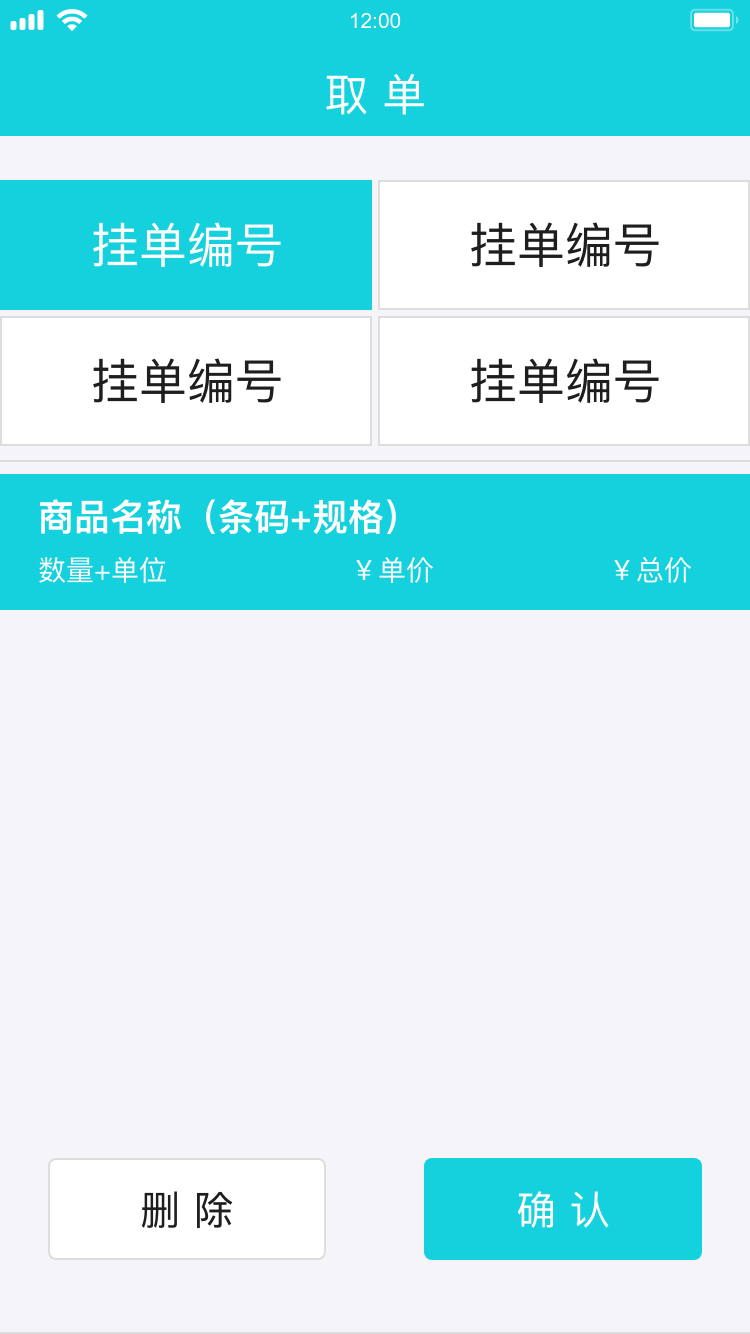 12:00
取 单
挂单编号 挂单编号
挂单编号 挂单编号
商品名称（条码+规格）
数量+单位 ¥ 单价 ¥ 总价
删 除 确 认